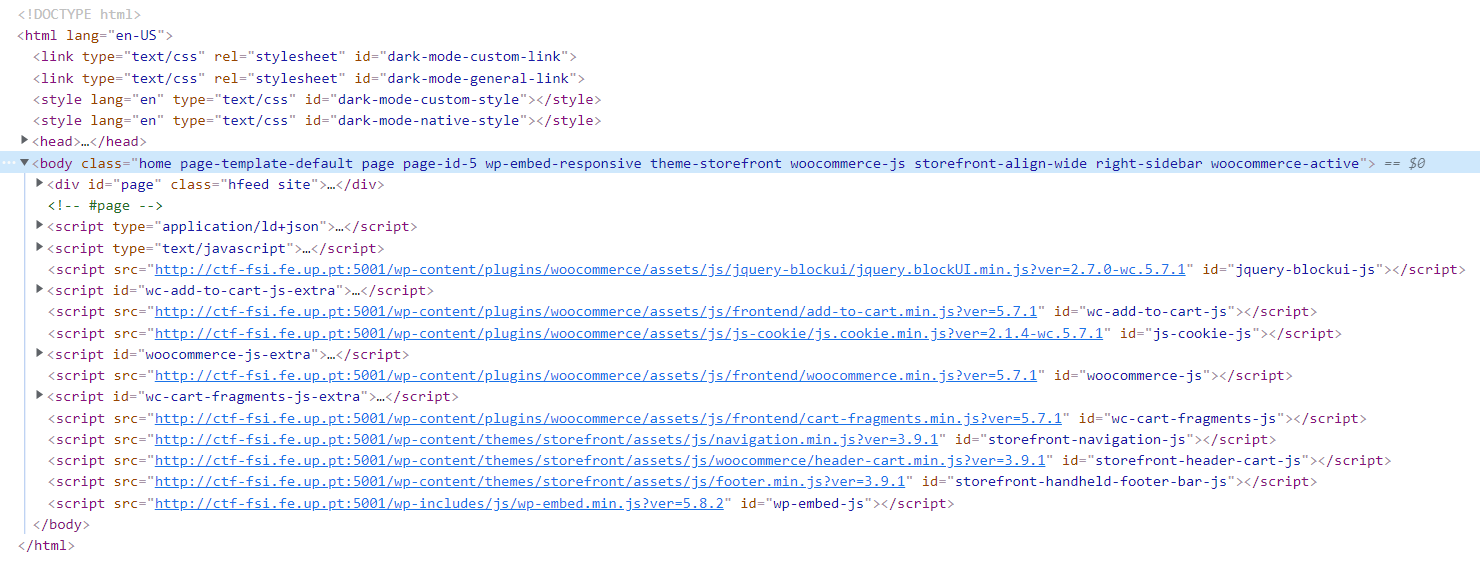 <!DOCTYPE html>
<html lang="en-US">
<link type="text/css" rel="stylesheet" id="dark-mode-custom-link">
<link type="text/css" rel="stylesheet" id="dark-mode-general-link">
<style lang="en" type="text/css" id="dark-mode-custom-style"></style>
<style lang="en" type="text/css" id="dark-mode-native-style"></style>
<head>…</head>
<body class="home page-template-default page page-id-5 wp-embed-responsive theme-storefront woocommerce-js storefront-align-wide right-sidebar woocommerce-active"> == $0
<div id="page" class="hfeed site">…</div>
<!-- #page -->
<script type="application/ld+json">…</script>
<script type="text/javascript">…</script>
<script src="http://ctf-fsi.fe.up.pt:5001/wp-content/plugins/woocommerce/assets/js/jquery-blockui/jquery.blockUI.min.js?ver=2.7.0-wc.5.7.1" id="jquery-blockui-js"></script>
<script id="wc-add-to-cart-js-extra">…</script>
<script src="http://ctf-fsi.fe.up.pt:5001/wp-content/plugins/woocommerce/assets/js/frontend/add-to-cart.min.js?ver=5.7.1" id="wc-add-to-cart-js"></script>
<script src="http://ctf-fsi.fe.up.pt:5001/wp-content/plugins/woocommerce/assets/js/js-cookie/js.cookie.min.js?ver=2.1.4-wc.5.7.1" id="js-cookie-js"></script>
<script id="woocommerce-js-extra">…</script>
<script src="http://ctf-fsi.fe.up.pt:5001/wp-content/plugins/woocommerce/assets/js/frontend/woocommerce.min.js?ver=5.7.1" id="woocommerce-js"></script>
<script id="wc-cart-fragments-js-extra">…</script>
<script src="http://ctf-fsi.fe.up.pt:5001/wp-content/plugins/woocommerce/assets/js/frontend/cart-fragments.min.js?ver=5.7.1" id="wc-cart-fragments-js"></script>
<script src="http://ctf-fsi.fe.up.pt:5001/wp-content/themes/storefront/assets/js/navigation.min.js?ver=3.9.1" id="storefront-navigation-js"></script>
<script src="http://ctf-fsi.fe.up.pt:5001/wp-content/themes/storefront/assets/js/woocommerce/header-cart.min.js?ver=3.9.1" id="storefront-header-cart-js"></script>
<script src="http://ctf-fsi.fe.up.pt:5001/wp-content/themes/storefront/assets/js/footer.min.js?ver=3.9.1" id="storefront-handheld-footer-bar-js"></script>
<script src="http://ctf-fsi.fe.up.pt:5001/wp-includes/js/wp-embed.min.js?ver=5.8.2" id="wp-embed-js"></script>
</body>
</html>